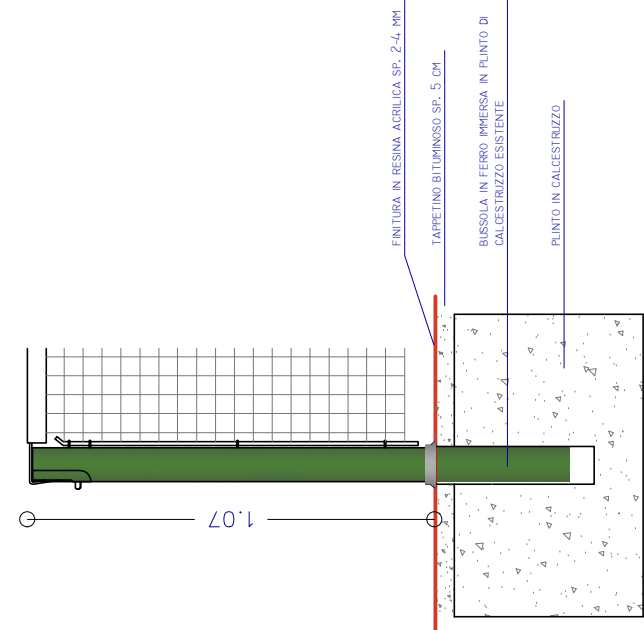 FINITURA IN RESINA ACRILICA SP. 2-4 MM
TAPPETINO BITUMINOSO SP. 5 CM
BUSSOLA IN FERRO IMMERSA IN PLINTO DI
CALCESTRUZZO ESISTENTE
PLINTO IN CALCESTRUZZO
1.07